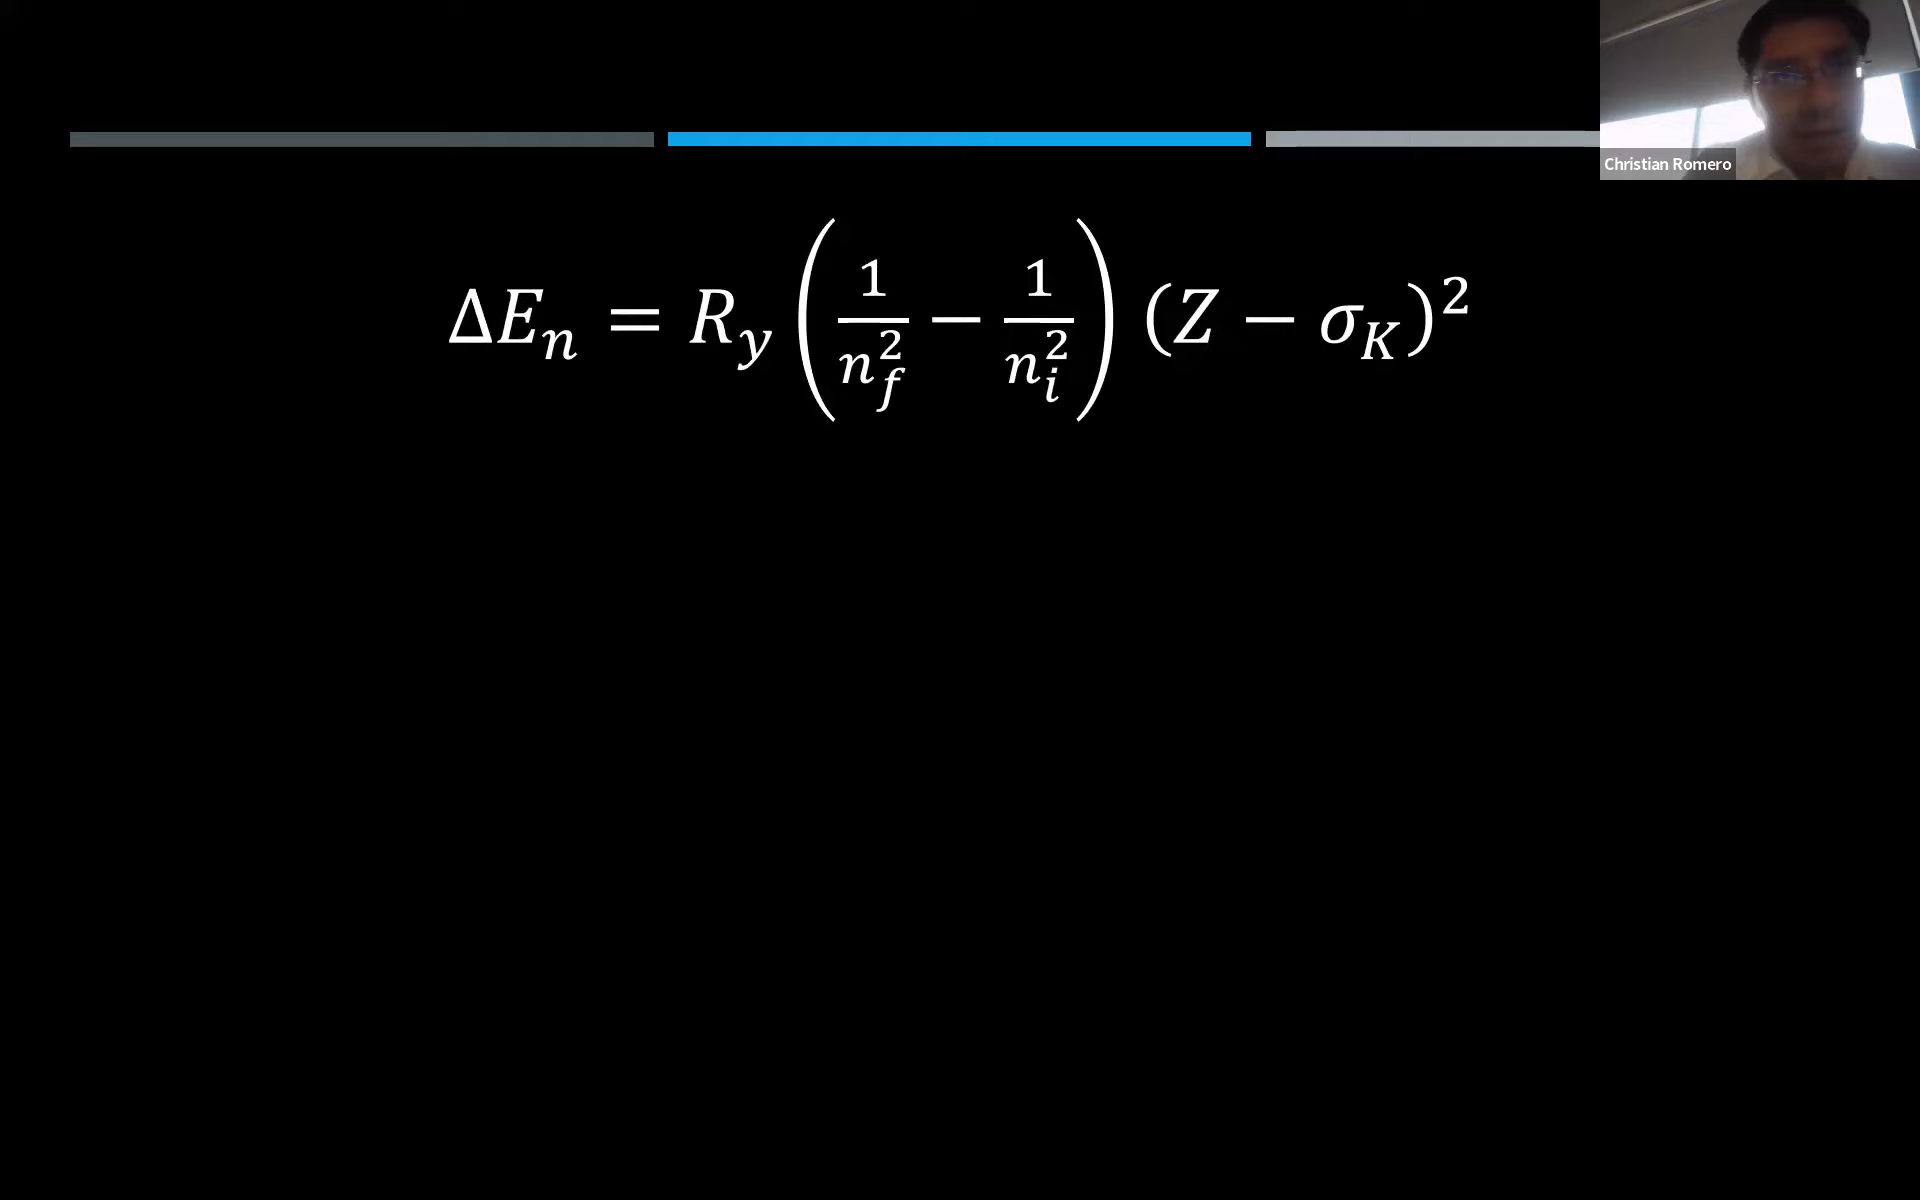 Christian Romero
ΔE_n = R_y (1/n_f^2 − 1/n_i^2) (Z − σ_K)^2